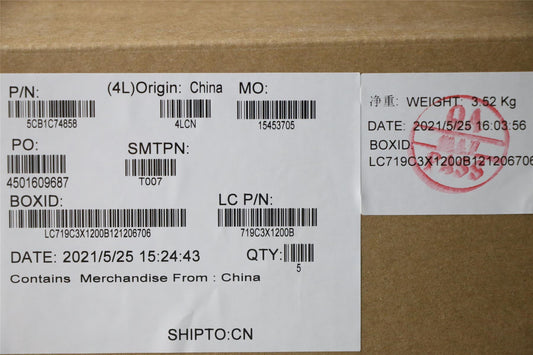 P/N:
(4L)Origin: China
MO:
5CB1C74858
4LCN
15453705
PO:
SMTPN:
4501609687
T007
BOXID:
LC P/N:
LC719C3X1200B121206706
719C3X1200B
DATE: 2021/5/25 15:24:43
QTY:
5
Contains Merchandise From : China
SHIPTO:CN
净重: WEIGHT: 3.52 Kg
DATE: 2021/5/25 16:03:56
BOXID:
LC719C3X1200B121206706
QA
PASS